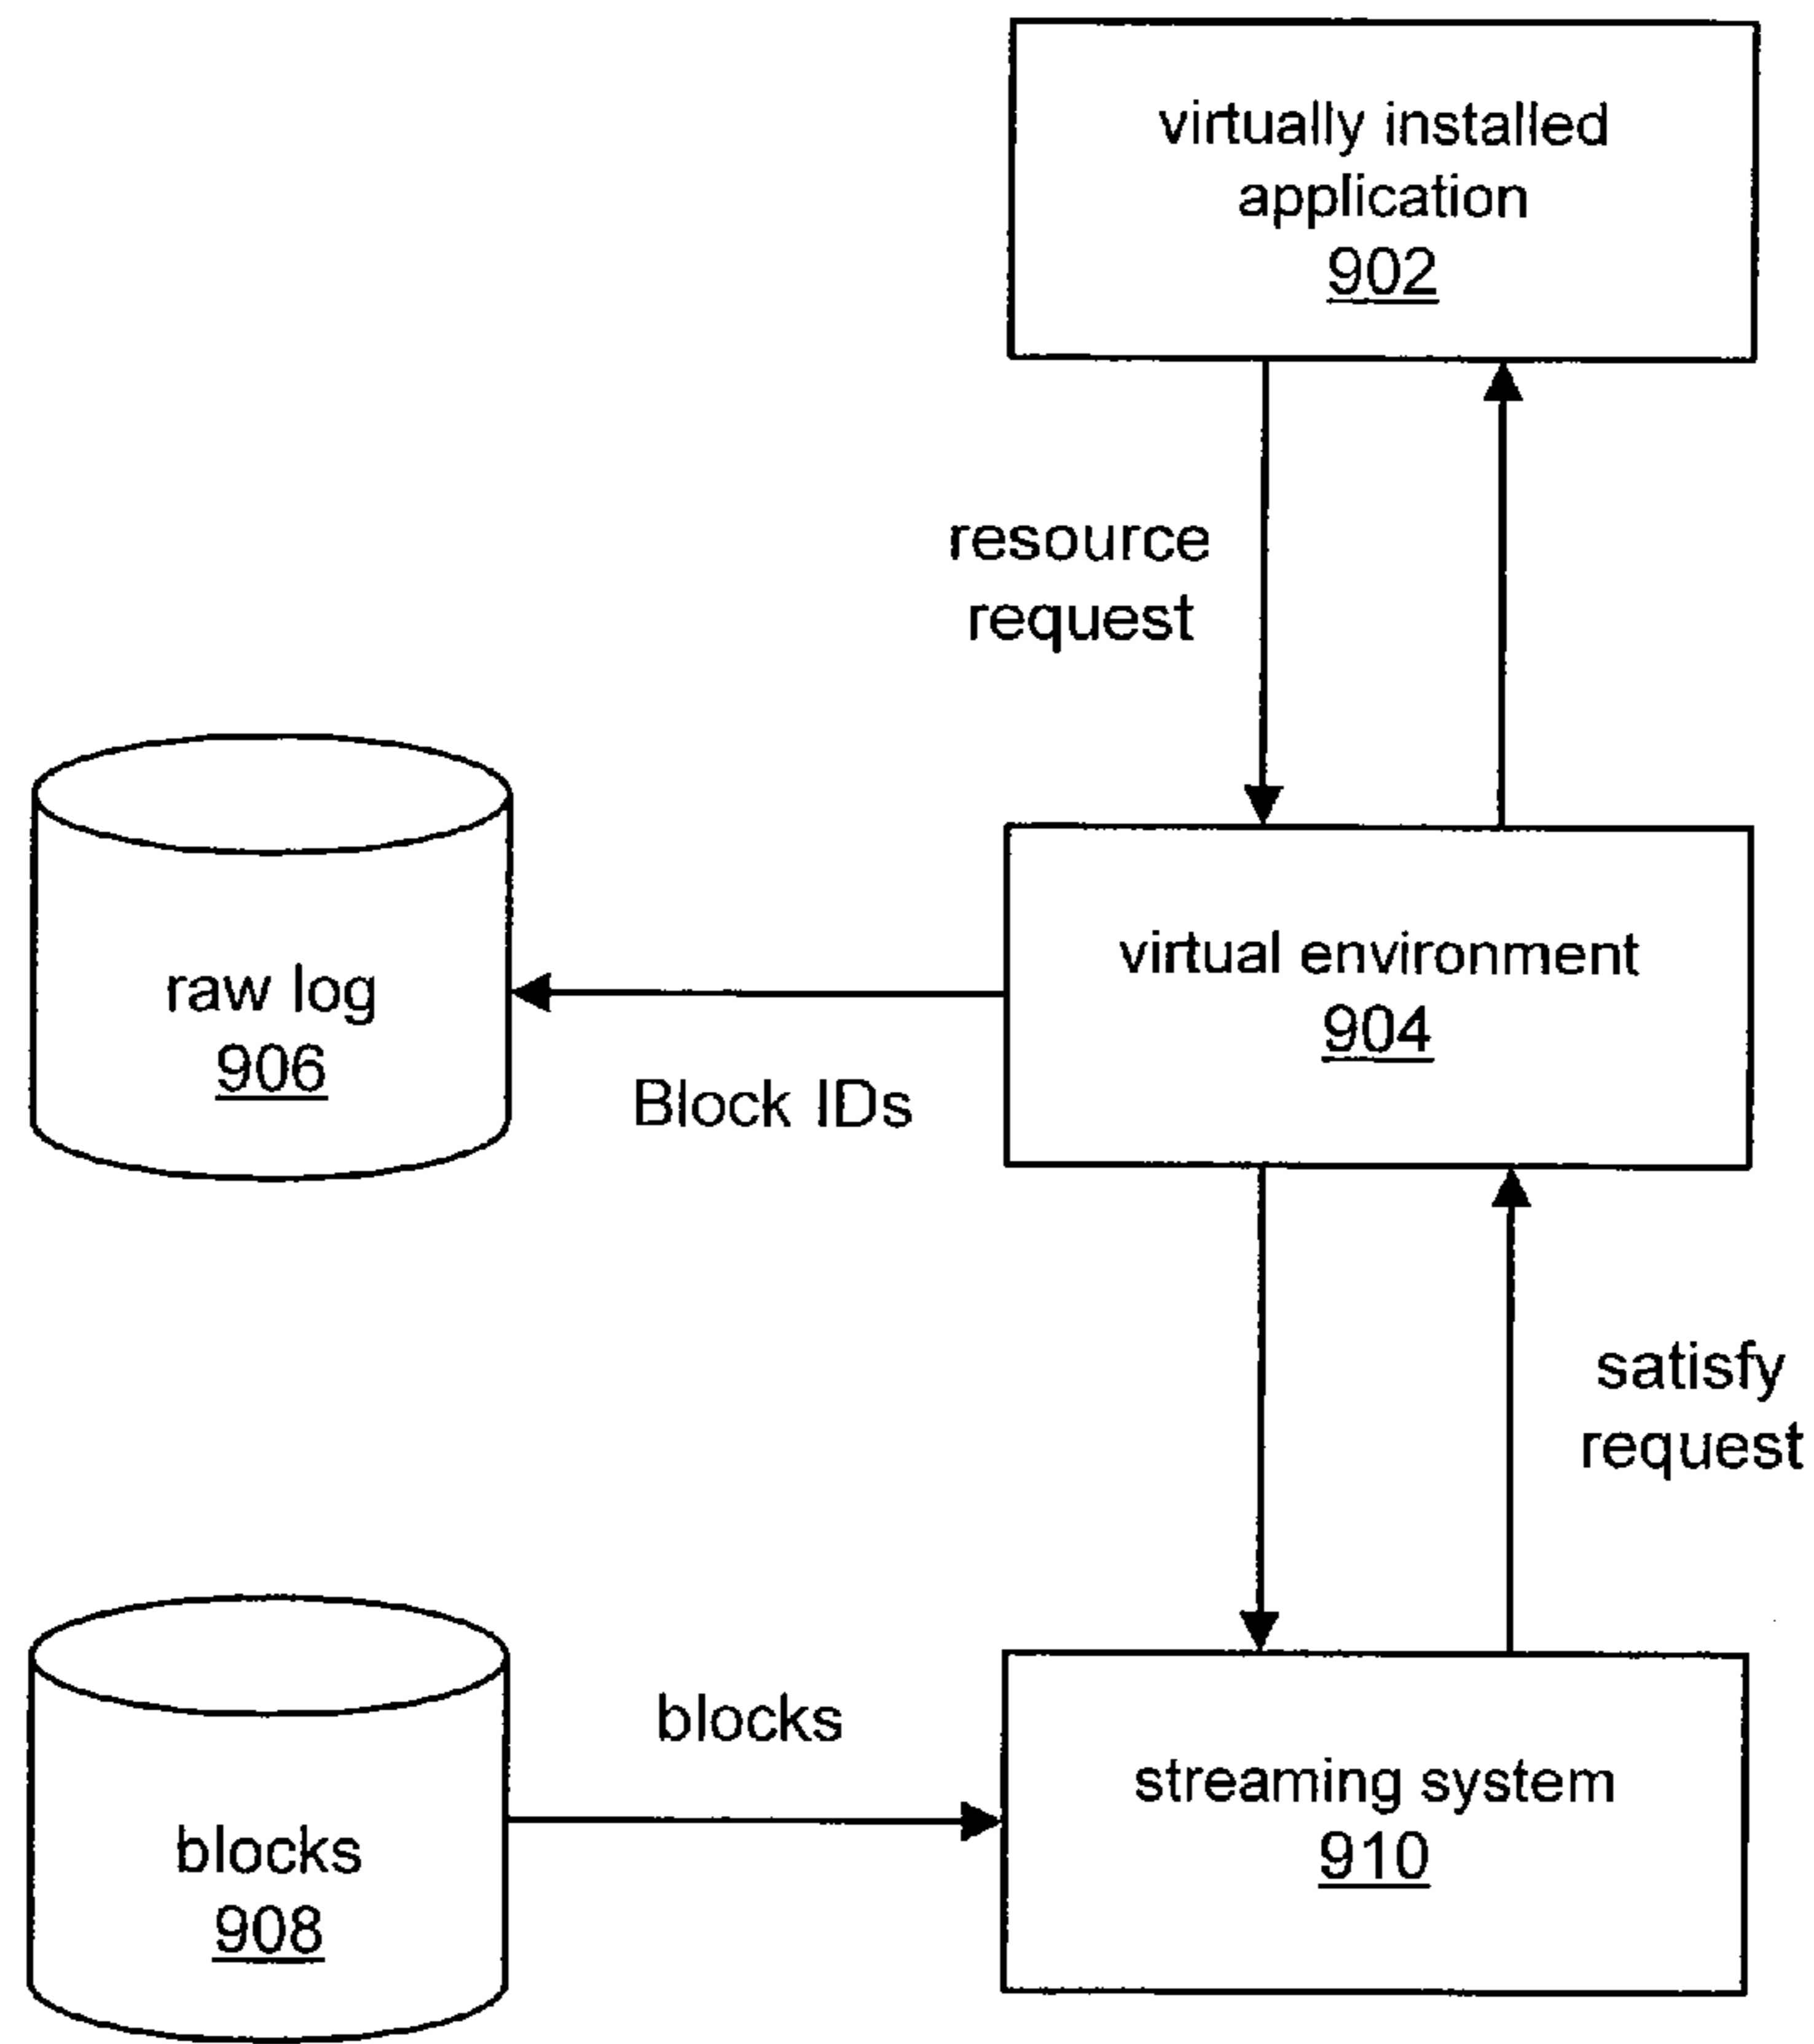 virtually installed
application
902
resource
request
raw log
906
Block IDs
virtual environment
904
satisfy
request
blocks
908
blocks
streaming system
910